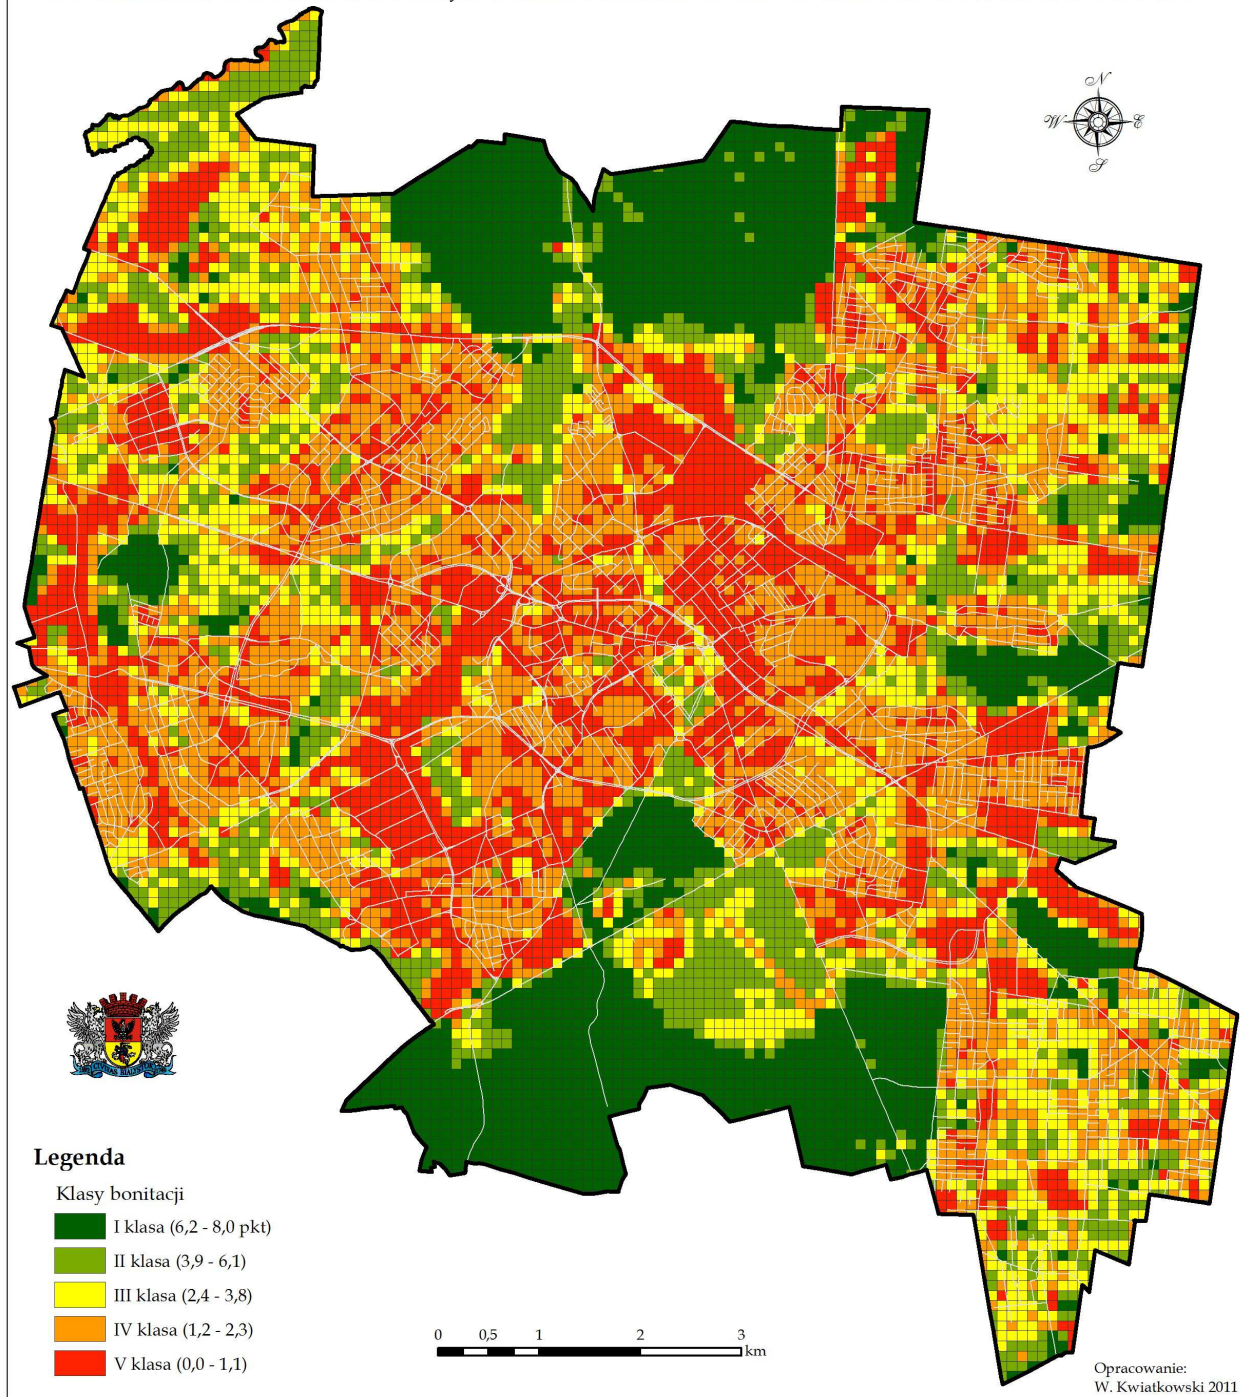 N
W
E
S
CIVITAS BIALYSTOK
Legenda
Klasy bonitacji
I klasa (6,2 - 8,0 pkt)
II klasa (3,9 - 6,1)
III klasa (2,4 - 3,8)
IV klasa (1,2 - 2,3)
V klasa (0,0 - 1,1)
0 0,5 1 2 3
km
Opracowanie:
W. Kwiatkowski 2011